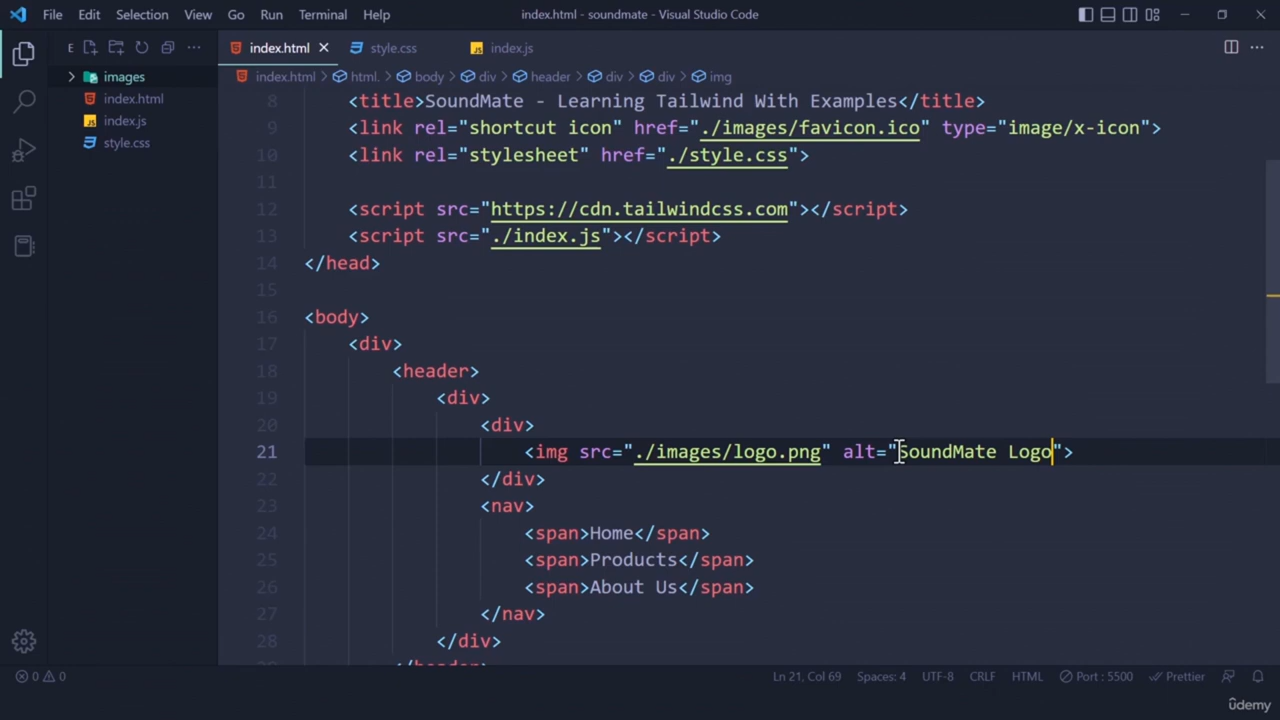 File Edit Selection View Go Run Terminal Help index.html - soundmate - Visual Studio Code
E ... index.html style.css JS index.js ...
images
index.html
JS index.js
style.css
index.html > html > body > div > header > div > div > img
8 <title>SoundMate - Learning Tailwind With Examples</title>
9 <link rel="shortcut icon" href="./images/favicon.ico" type="image/x-icon">
10 <link rel="stylesheet" href="./style.css">
11
12 <script src="https://cdn.tailwindcss.com"></script>
13 <script src="./index.js"></script>
14 </head>
15
16 <body>
17 <div>
18 <header>
19 <div>
20 <div>
21 <img src="./images/logo.png" alt="SoundMate Logo">
22 </div>
23 <nav>
24 <span>Home</span>
25 <span>Products</span>
26 <span>About Us</span>
27 </nav>
28 </div>
29 </header>
0 0 Ln 21, Col 69 Spaces: 4 UTF-8 CRLF HTML Port : 5500 Prettier
ûdemy